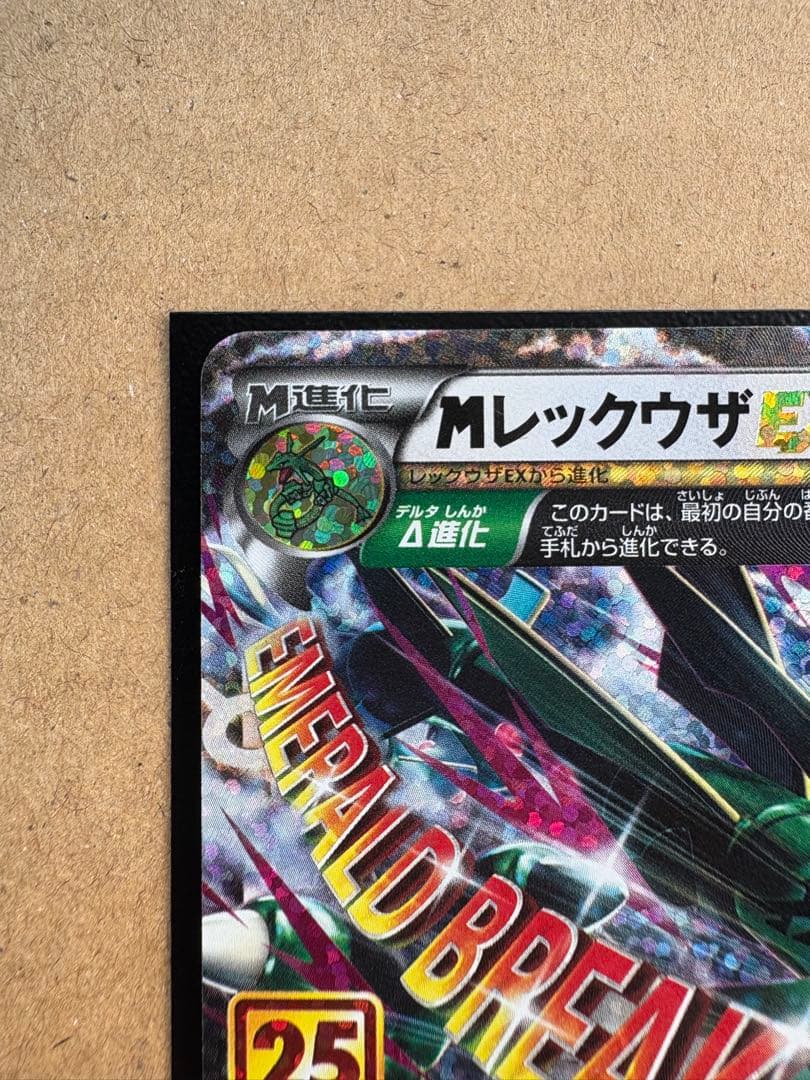 M進化
MレックウザEX
レックウザEXから進化
デルタ しんか
Δ進化
さいしょ じぶん
このカードは、最初の自分の
てふだ しんか
手札から進化できる。
EMERALD BREAK
25